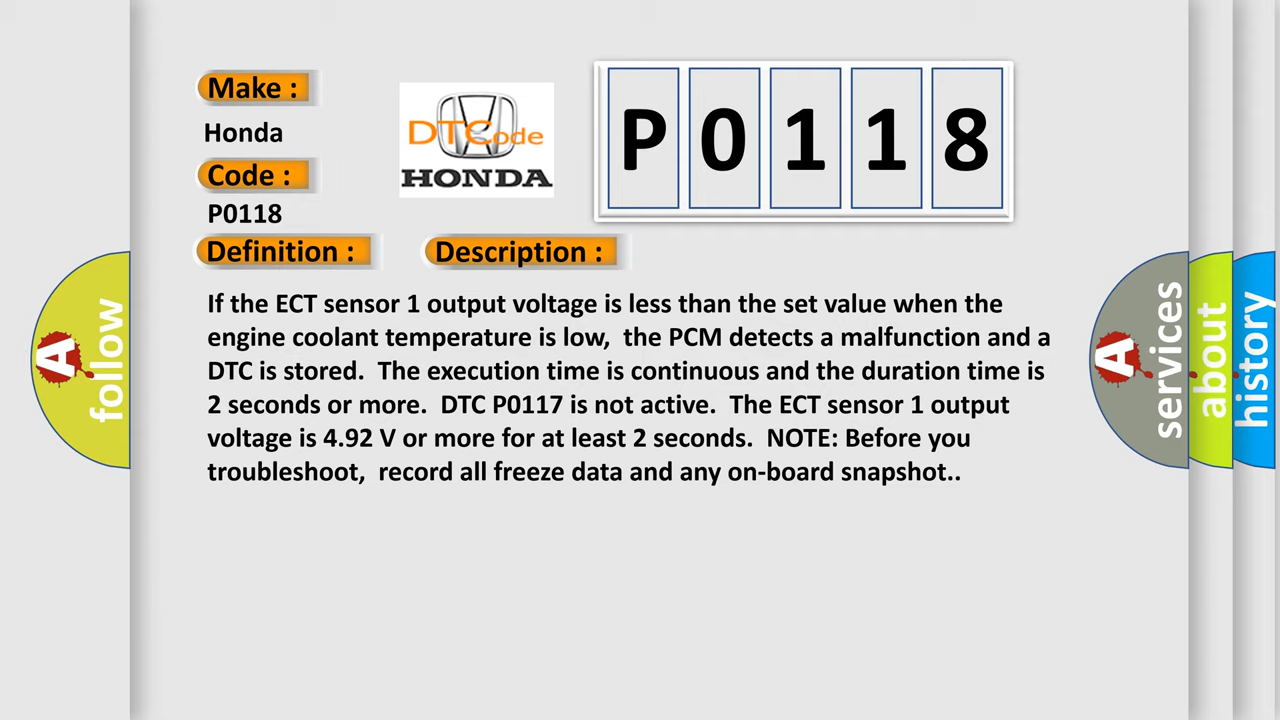 Make :
Honda
Code :
P0118
DTCode
HONDA
P0118
Definition :
Description :
If the ECT sensor 1 output voltage is less than the set value when the
engine coolant temperature is low,  the PCM detects a malfunction and a
DTC is stored  The execution time is continuous and the duration time is
2 seconds or more  DTC P0117 is not active  The ECT sensor 1 output
voltage is 4.92 V or more for at least 2 seconds  NOTE: Before you
troubleshoot,  record all freeze data and any on-board snapshot..
A follow
A services
about
history